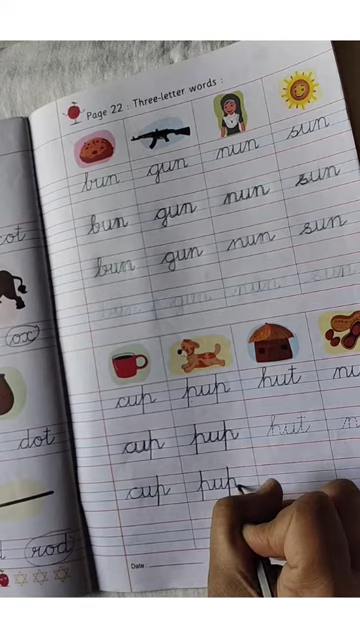 Page 22 : Three-letter words :
bun gun nun sun
bun gun nun sun
bun gun nun sun
bun gun nun sun
cup pup hut nu
cup pup hut n
cup pup
Date :
cot
ox
dot
rod